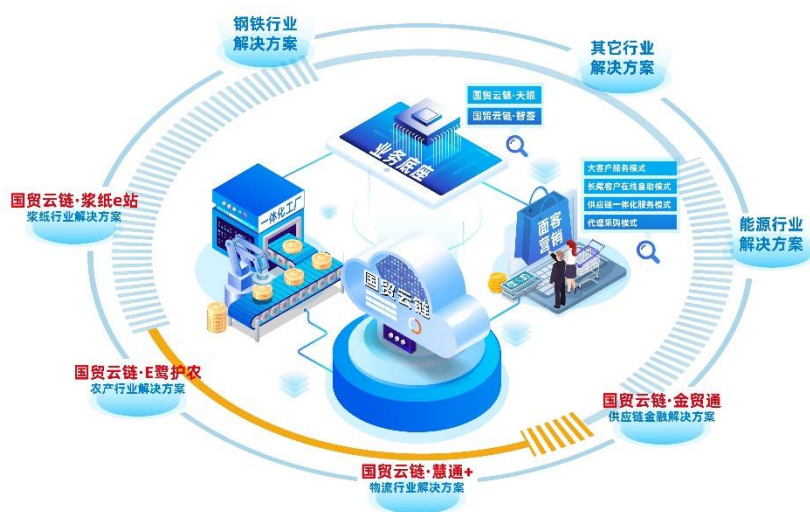 钢铁行业
解决方案
其它行业
解决方案
国贸云链·天眼
国贸云链·智签
业务底座
大客户服务模式
长尾客户在线自助模式
供应链一体化服务模式
代理采购模式
国贸云链·浆纸e站
浆纸行业解决方案
一体化工厂
面客
营销
能源行业
解决方案
国贸云链
国贸云链·E鹭护农
农产行业解决方案
国贸云链·金贸通
供应链金融解决方案
国贸云链·慧通+
物流行业解决方案